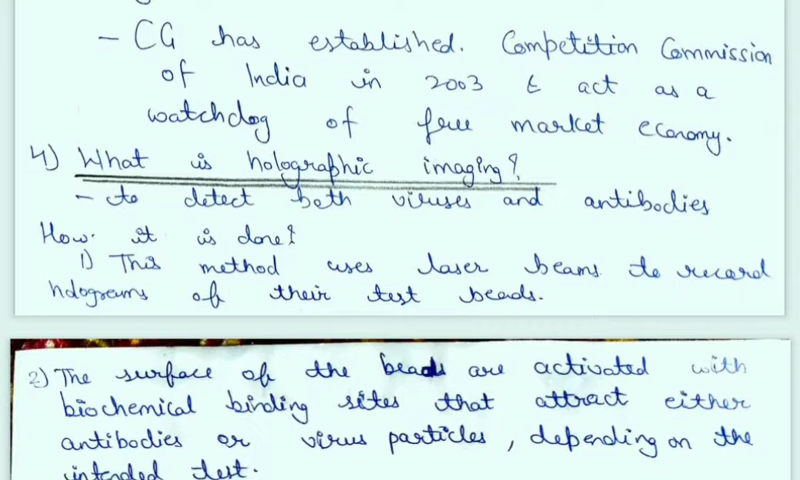 - CG has established. Competition Commission
of India in 2003 t act as a
watchdog of free market economy.
4) What is holographic imaging?
- to detect both viruses and antibodies
How. it is done?
1) This method uses laser beams to record
holograms of their test beads.
2) The surface of the beads are activated with
biochemical binding sites that attract either
antibodies or virus particles, depending on the
intended test.